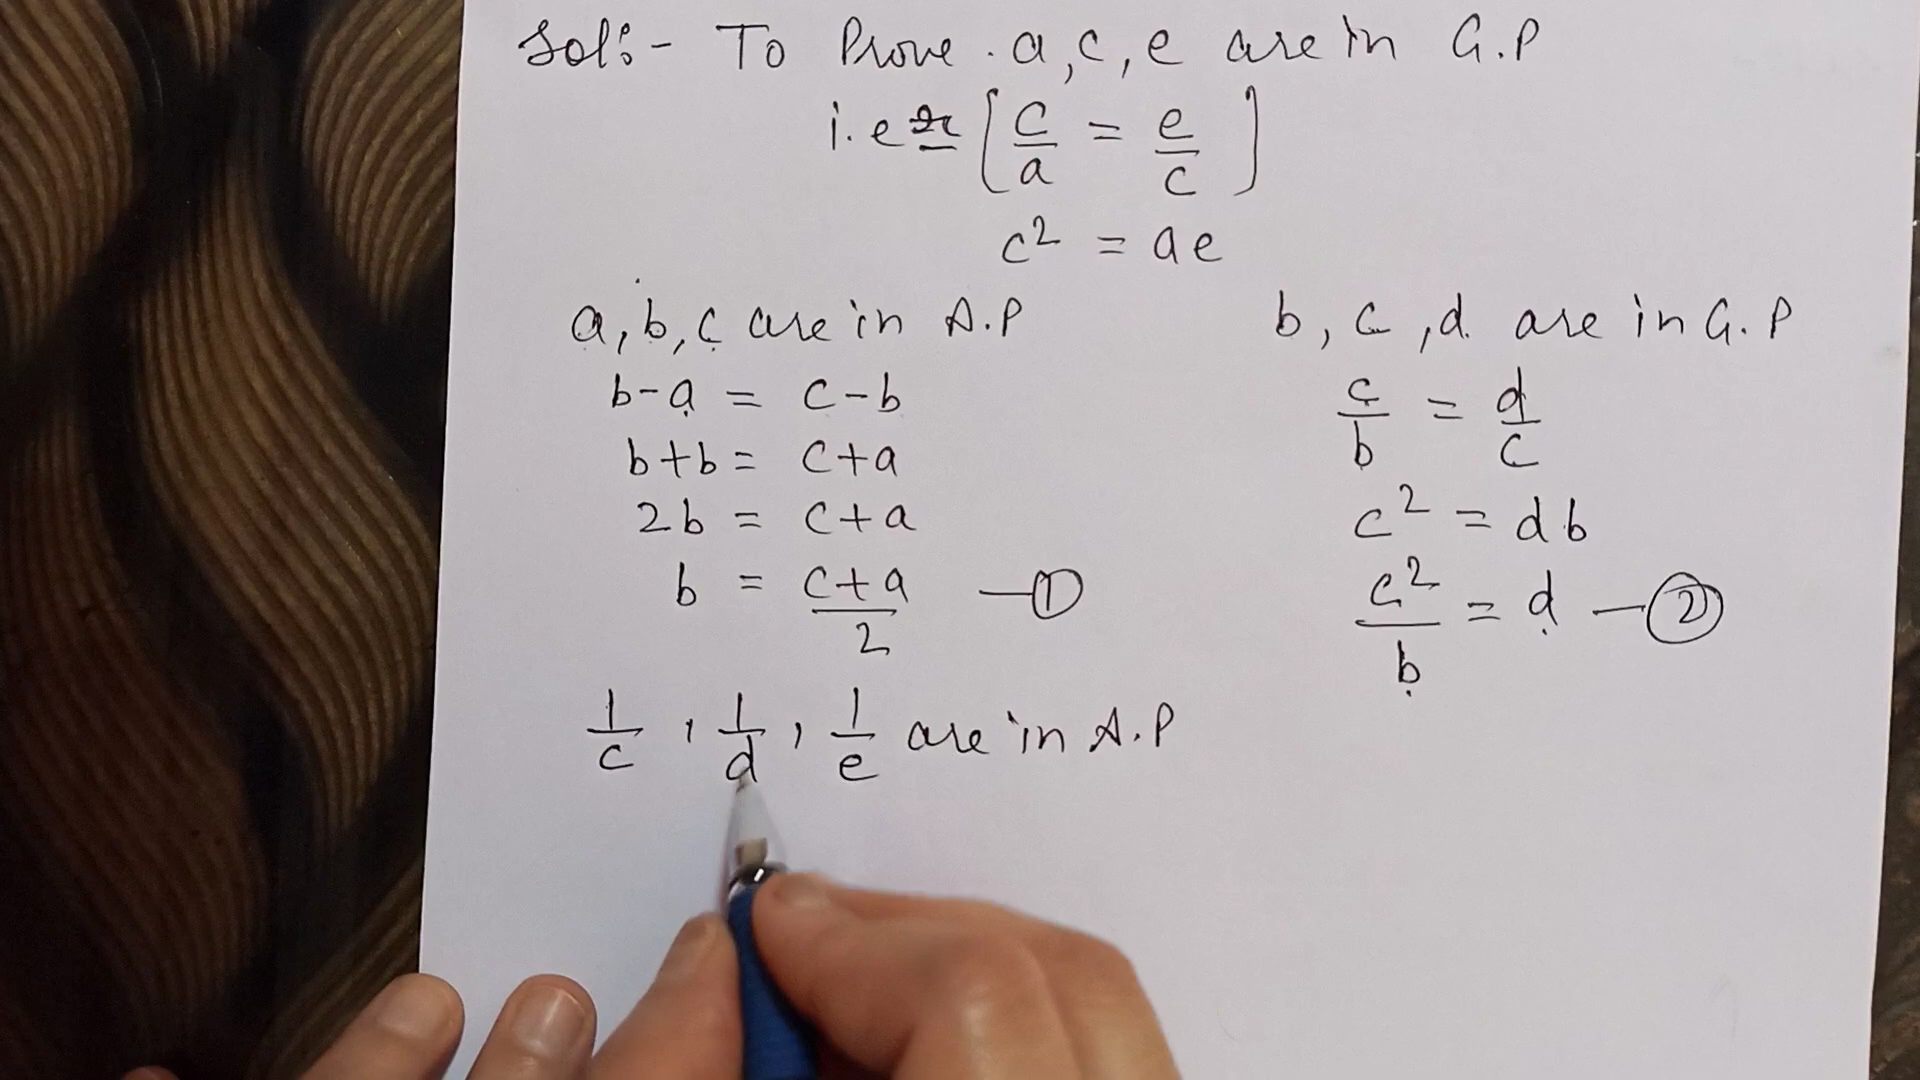 Sol:- To Prove. a, c, e are in G.P
i.e [c/a = e/c]
c² = ae
a, b, c are in A.P
b-a = c-b
b+b = c+a
2b = c+a
b = c+a/2 —①
b, c, d. are in G.P
c/b = d/c
c² = db
c²/b = d —②
1/c, 1/d, 1/e are in A.P